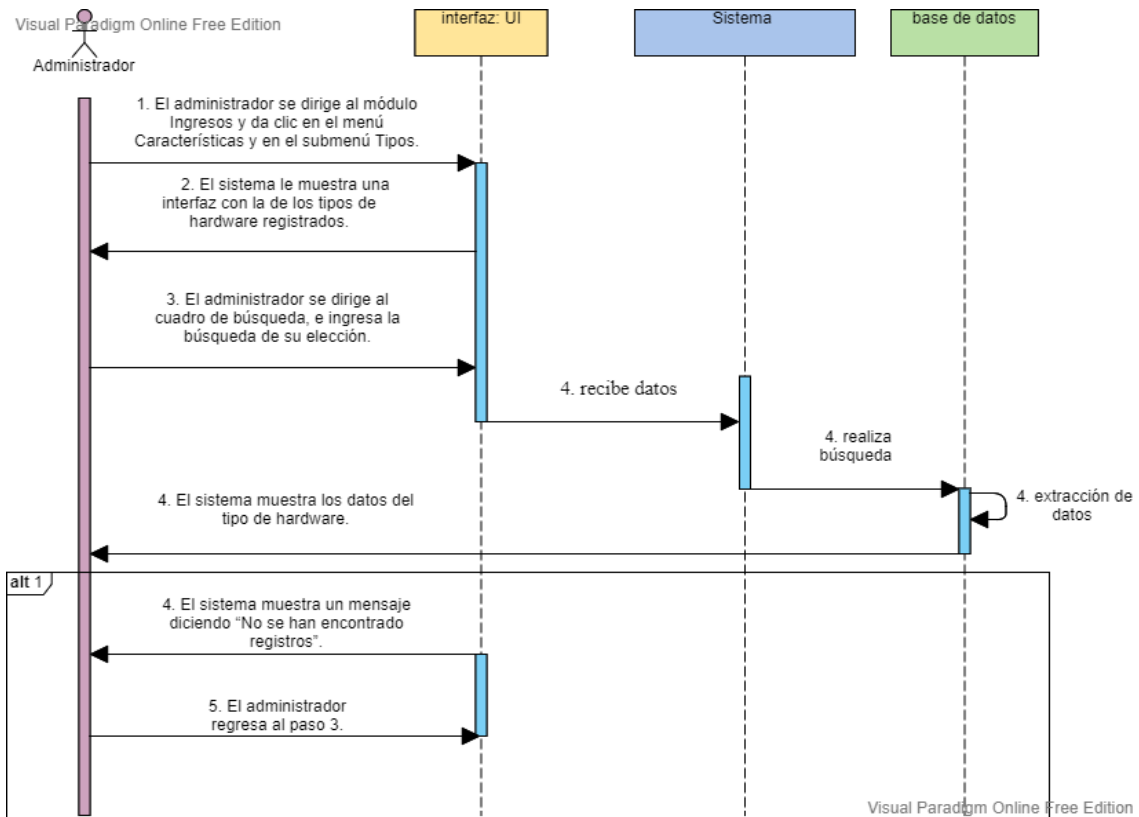 Visual Paradigm Online Free Edition
Administrador
interfaz: UI
Sistema
base de datos
1. El administrador se dirige al módulo
Ingresos y da clic en el menú
Características y en el submenú Tipos.
2. El sistema le muestra una
interfaz con la de los tipos de
hardware registrados.
3. El administrador se dirige al
cuadro de búsqueda, e ingresa la
búsqueda de su elección.
4. recibe datos
4. realiza
búsqueda
4. extracción de
datos
4. El sistema muestra los datos del
tipo de hardware.
alt 1
4. El sistema muestra un mensaje
diciendo “No se han encontrado
registros”.
5. El administrador
regresa al paso 3.
Visual Paradigm Online Free Edition